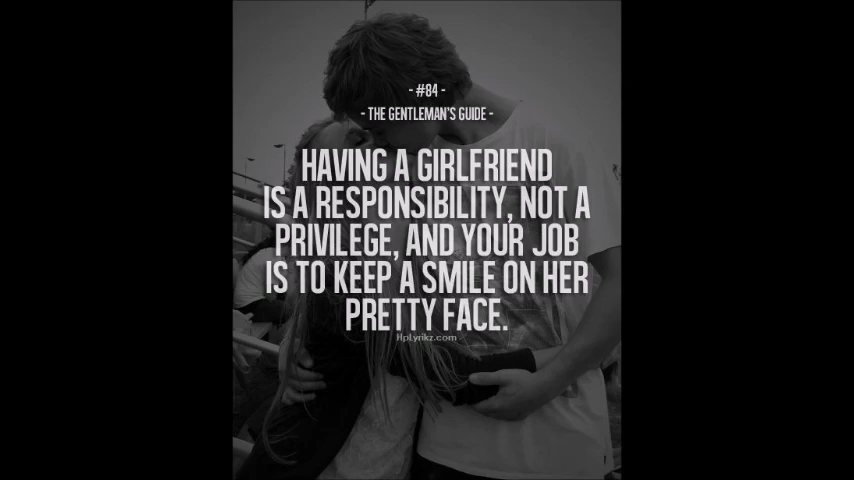 - #84 -
- THE GENTLEMAN'S GUIDE -
HAVING A GIRLFRIEND
IS A RESPONSIBILITY, NOT A
PRIVILEGE, AND YOUR JOB
IS TO KEEP A SMILE ON HER
PRETTY FACE.
HpLyrikz.com